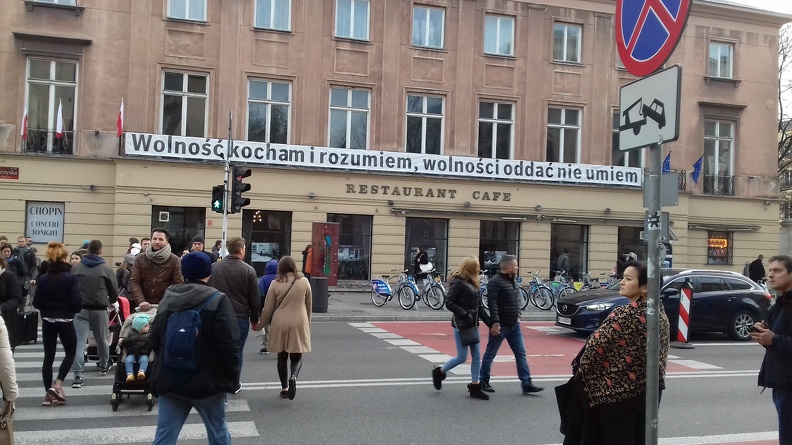 Wolność kocham i rozumiem, wolności oddać nie umiem
RESTAURANT CAFE
CHOPIN
CONCERT
TONIGHT